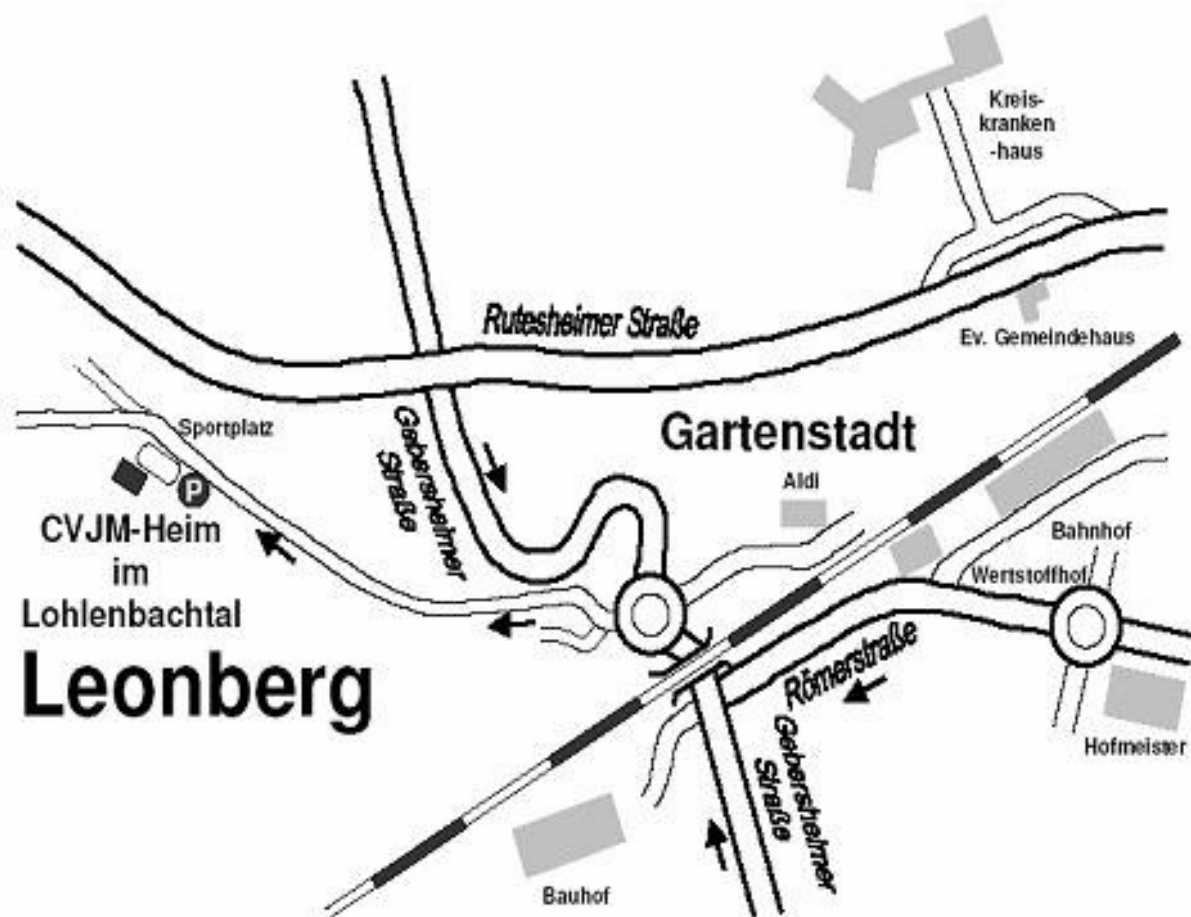 Kreis-
kranken
-haus
Rutesheimer Straße
Ev. Gemeindehaus
Gebersheimer
Straße
Sportplatz
Gartenstadt
Aldi
P
CVJM-Heim
im
Lohlenbachtal
Bahnhof
Wertstoffhof
Leonberg
Römerstraße
Hofmeister
Gebersheimer
Straße
Bauhof